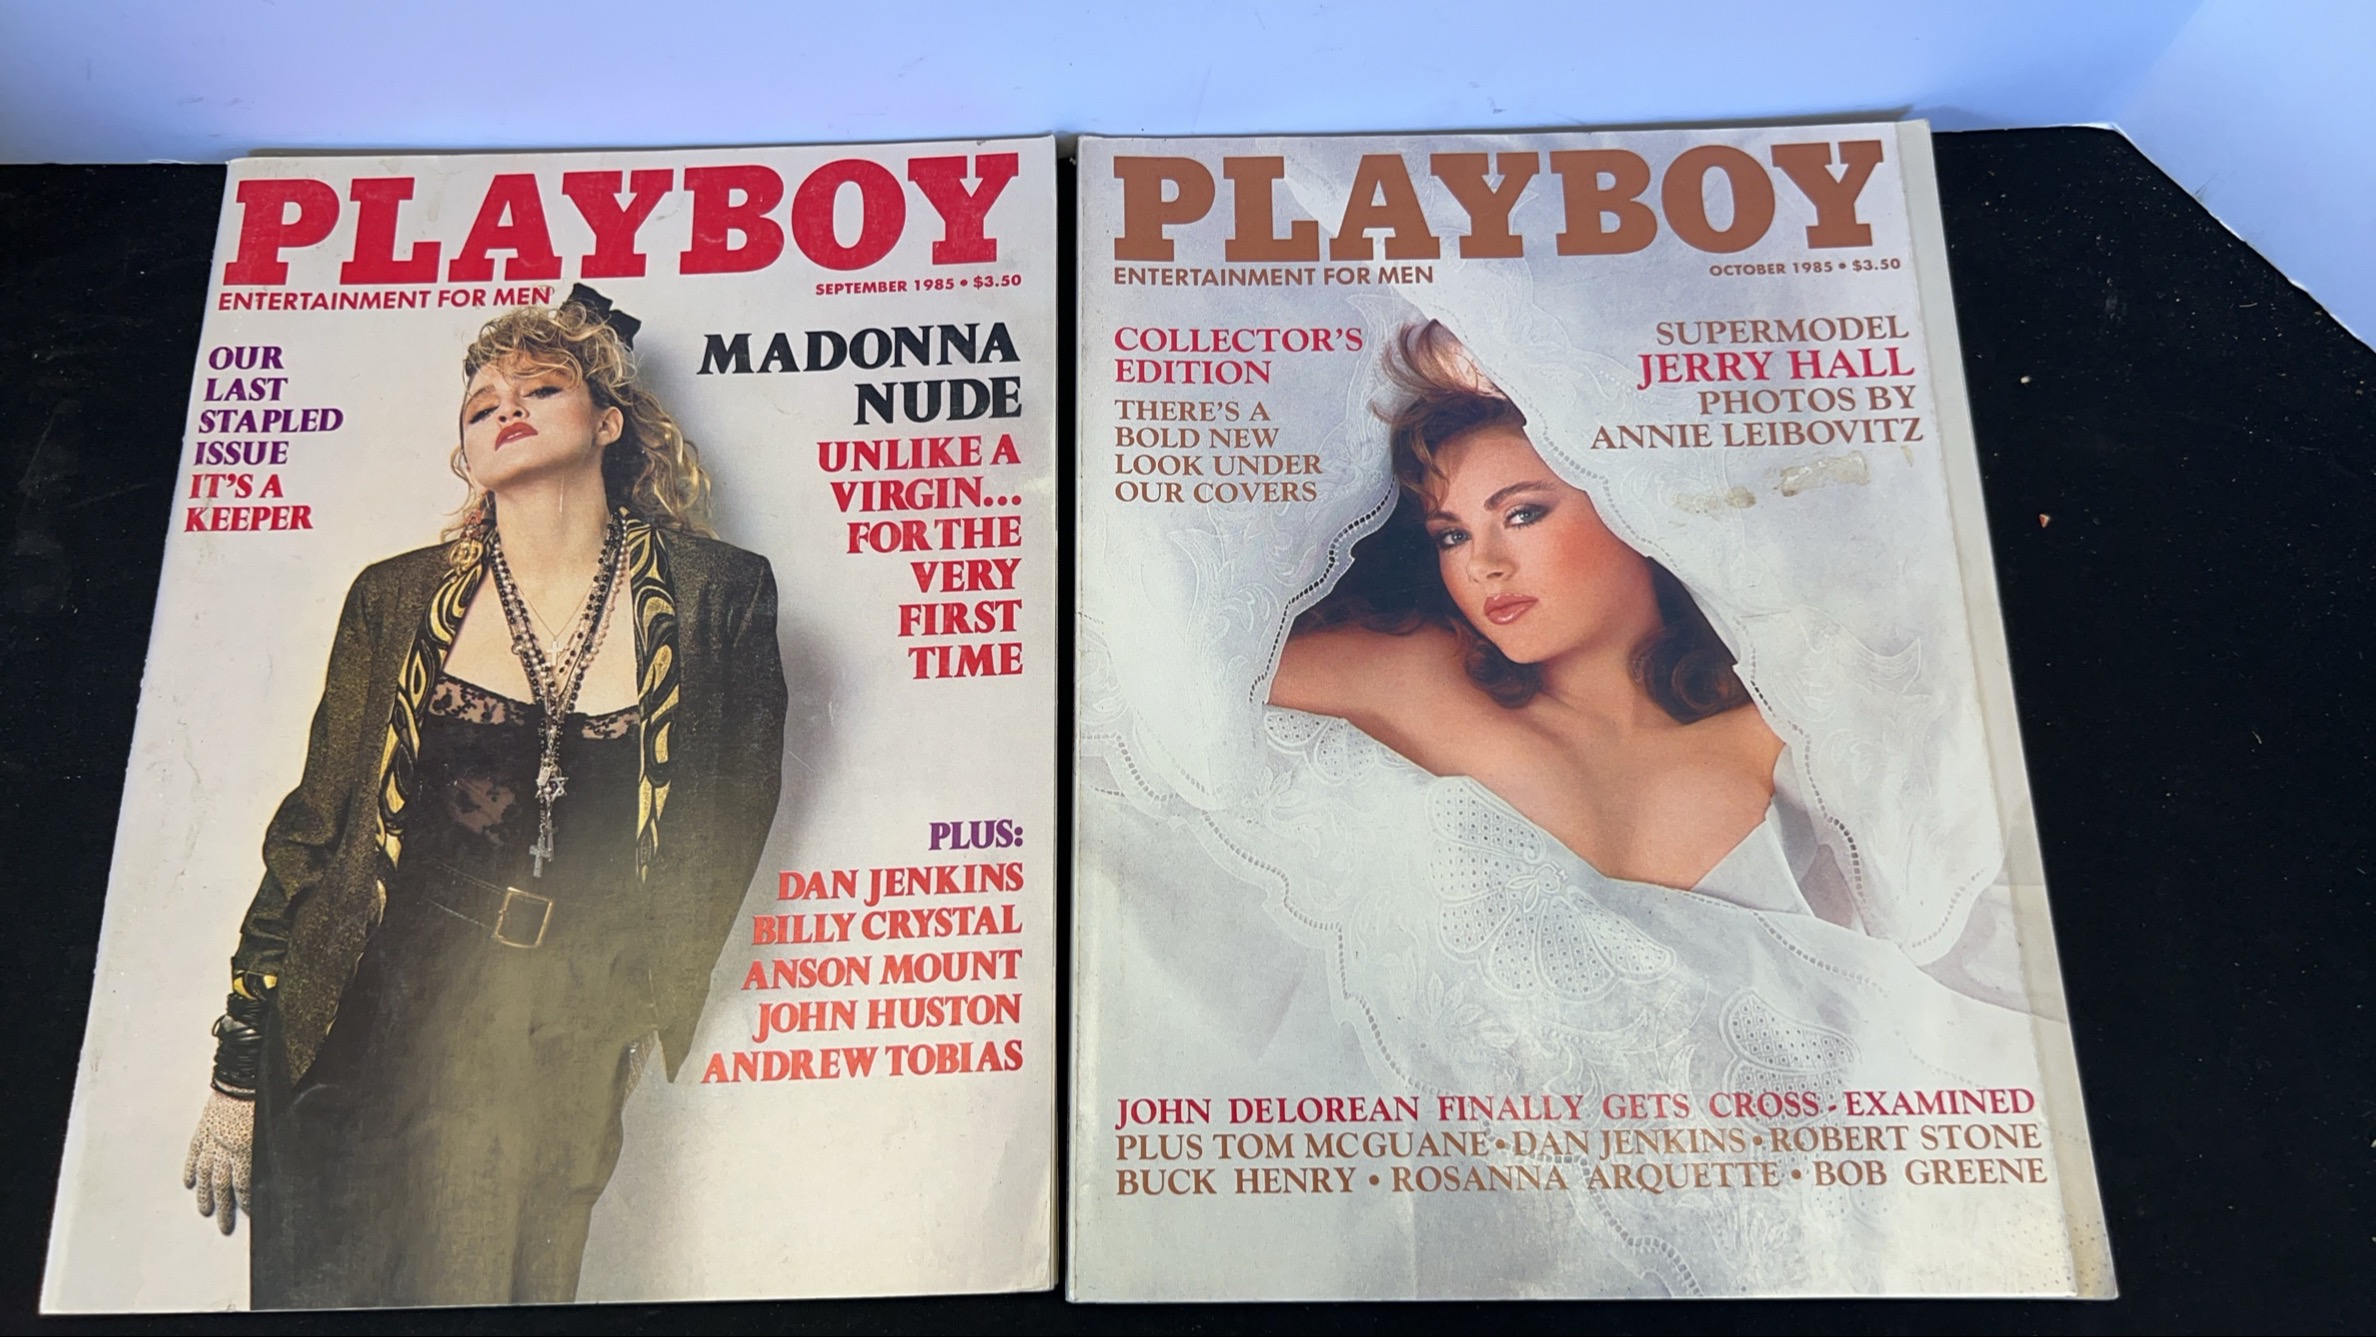 PLAYBOY
ENTERTAINMENT FOR MEN
SEPTEMBER 1985 • $3.50
OUR
LAST
STAPLED
ISSUE
IT'S A
KEEPER
MADONNA
NUDE
UNLIKE A
VIRGIN...
FOR THE
VERY
FIRST
TIME
PLUS:
DAN JENKINS
BILLY CRYSTAL
ANSON MOUNT
JOHN HUSTON
ANDREW TOBIAS
PLAYBOY
ENTERTAINMENT FOR MEN
OCTOBER 1985 • $3.50
COLLECTOR'S
EDITION
THERE'S A
BOLD NEW
LOOK UNDER
OUR COVERS
SUPERMODEL
JERRY HALL
PHOTOS BY
ANNIE LEIBOVITZ
JOHN DELOREAN FINALLY GETS CROSS-EXAMINED
PLUS TOM MCGUANE • DAN JENKINS • ROBERT STONE
BUCK HENRY • ROSANNA ARQUETTE • BOB GREENE